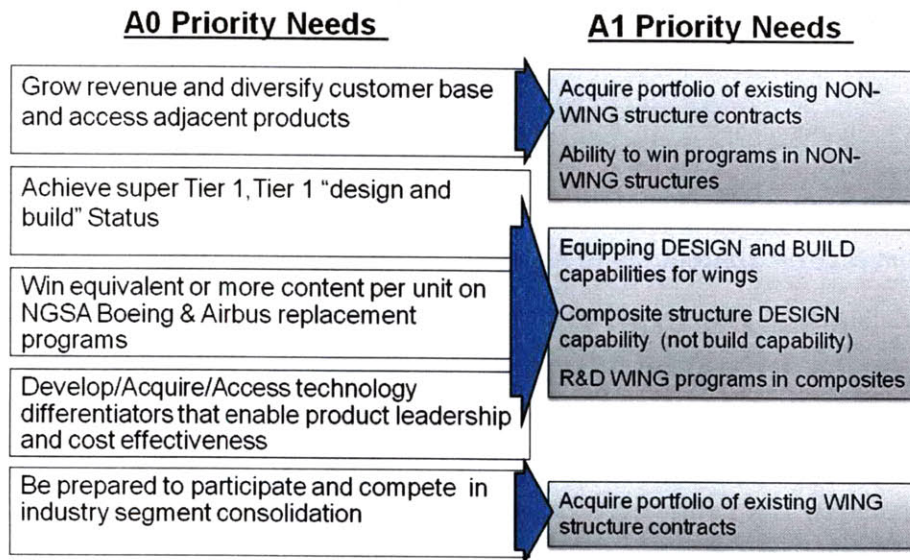 A0 Priority Needs
Grow revenue and diversify customer base
and access adjacent products
Achieve super Tier 1, Tier 1 “design and
build” Status
Win equivalent or more content per unit on
NGSA Boeing & Airbus replacement
programs
Develop/Acquire/Access technology
differentiators that enable product leadership
and cost effectiveness
Be prepared to participate and compete in
industry segment consolidation
A1 Priority Needs
Acquire portfolio of existing NON-
WING structure contracts
Ability to win programs in NON-
WING structures
Equipping DESIGN and BUILD
capabilities for wings
Composite structure DESIGN
capability (not build capability)
R&D WING programs in composites
Acquire portfolio of existing WING
structure contracts